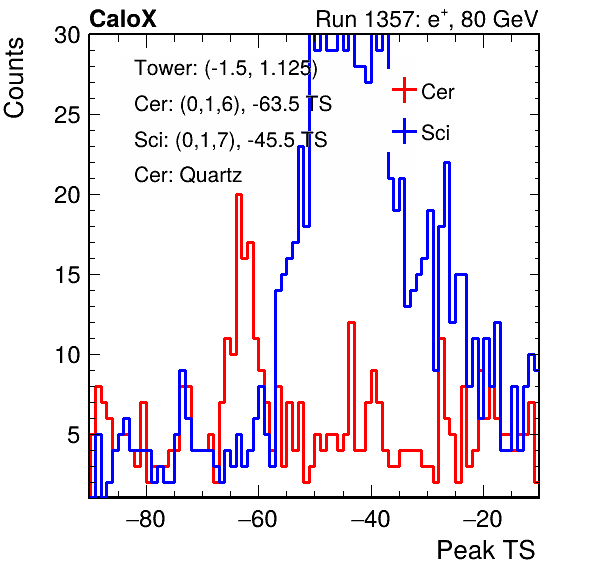 CaloX Run 1357: e⁺, 80 GeV
Counts
30
25
20
15
10
5
Tower: (-1.5, 1.125)
Cer: (0,1,6), -63.5 TS
Sci: (0,1,7), -45.5 TS
Cer: Quartz
Cer
Sci
−80 −60 −40 −20
Peak TS